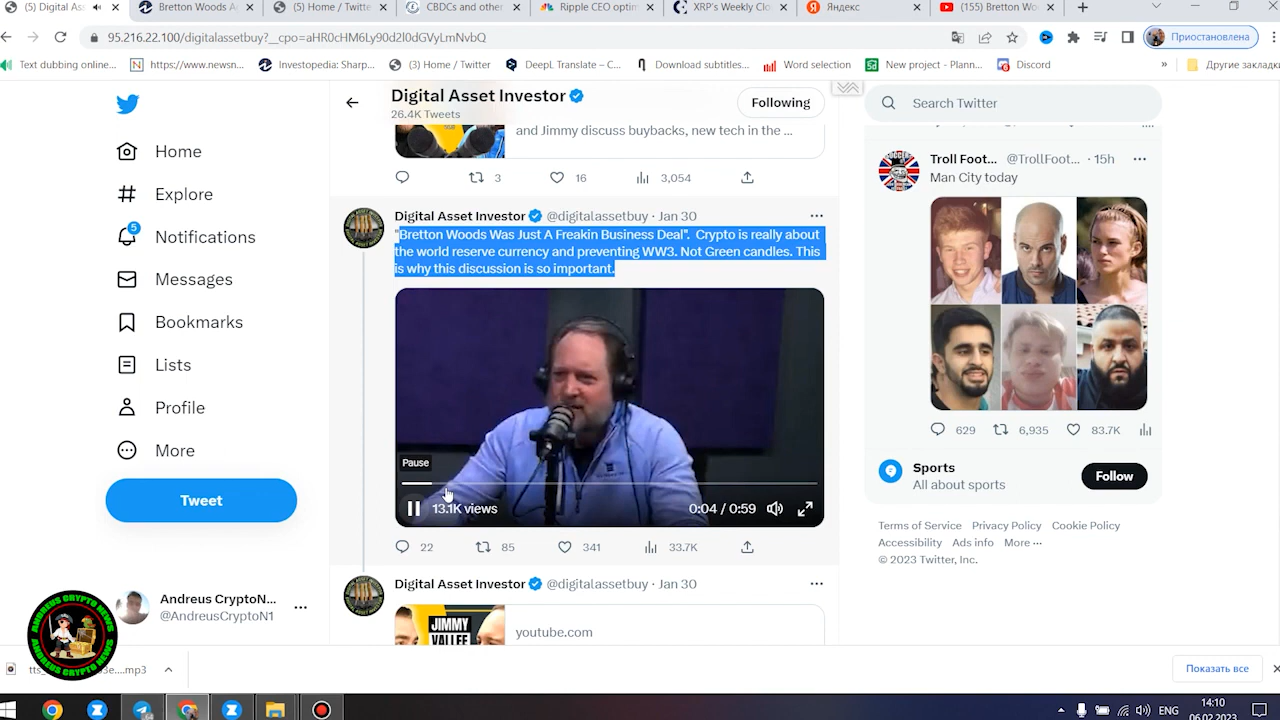 (5) Digital As
Bretton Woods A
(5) Home / Twitte
CBDCs and other
Ripple CEO optim
XRP's Weekly Clo
Яндекс
(155) Bretton Wo
95.216.22.100/digitalassetbuy?__cpo=aHR0cHM6Ly90d2l0dGVyLmNvbQ
Приостановлена
Text dubbing online...
https://www.newsn...
Investopedia: Sharp...
(3) Home / Twitter
DeepL Translate – C...
Download subtitles...
Word selection
New project - Plann...
Discord
»
Другие закладки
Home
Explore
5
Notifications
Messages
Bookmarks
Lists
Profile
More
Tweet
Andreus CryptoN...
@AndreusCryptoN1
ANDREUS CRYPTO NEWS
ANDREUS CRYPTO NEWS
Digital Asset Investor
26.4K Tweets
Following
and Jimmy discuss buybacks, new tech in the ...
3
16
3,054
Digital Asset Investor @digitalassetbuy · Jan 30
"Bretton Woods Was Just A Freakin Business Deal". Crypto is really about
the world reserve currency and preventing WW3. Not Green candles. This
is why this discussion is so important.
Pause
13.1K views
0:04 / 0:59
22
85
341
33.7K
Digital Asset Investor @digitalassetbuy · Jan 30
JIMMY
VALLEE
youtube.com
Search Twitter
Troll Foot... @TrollFoot... · 15h
Man City today
629
6,935
83.7K
Sports
All about sports
Follow
Terms of Service Privacy Policy Cookie Policy
Accessibility Ads info More ···
© 2023 Twitter, Inc.
Показать все
ENG
14:10
06.02.2023